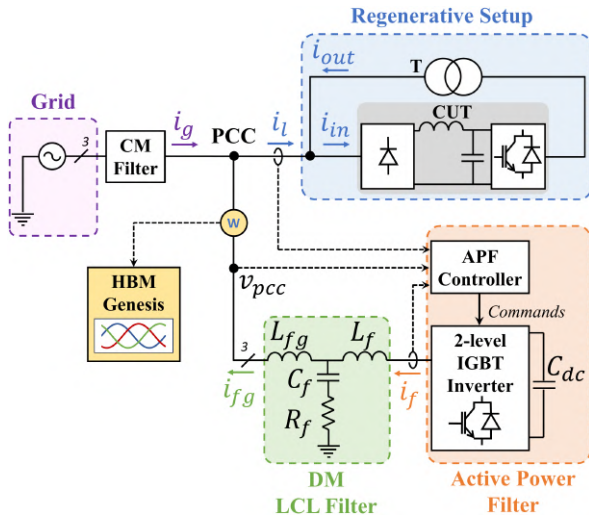 Regenerative Setup
i_out
T
Grid
3
CM
Filter
i_g
PCC
i_l
i_in
CUT
W
HBM
Genesis
v_pcc
APF
Controller
Commands
3
L_fg
L_f
C_f
R_f
i_fg
i_f
2-level
IGBT
Inverter
C_dc
DM
LCL Filter
Active Power
Filter